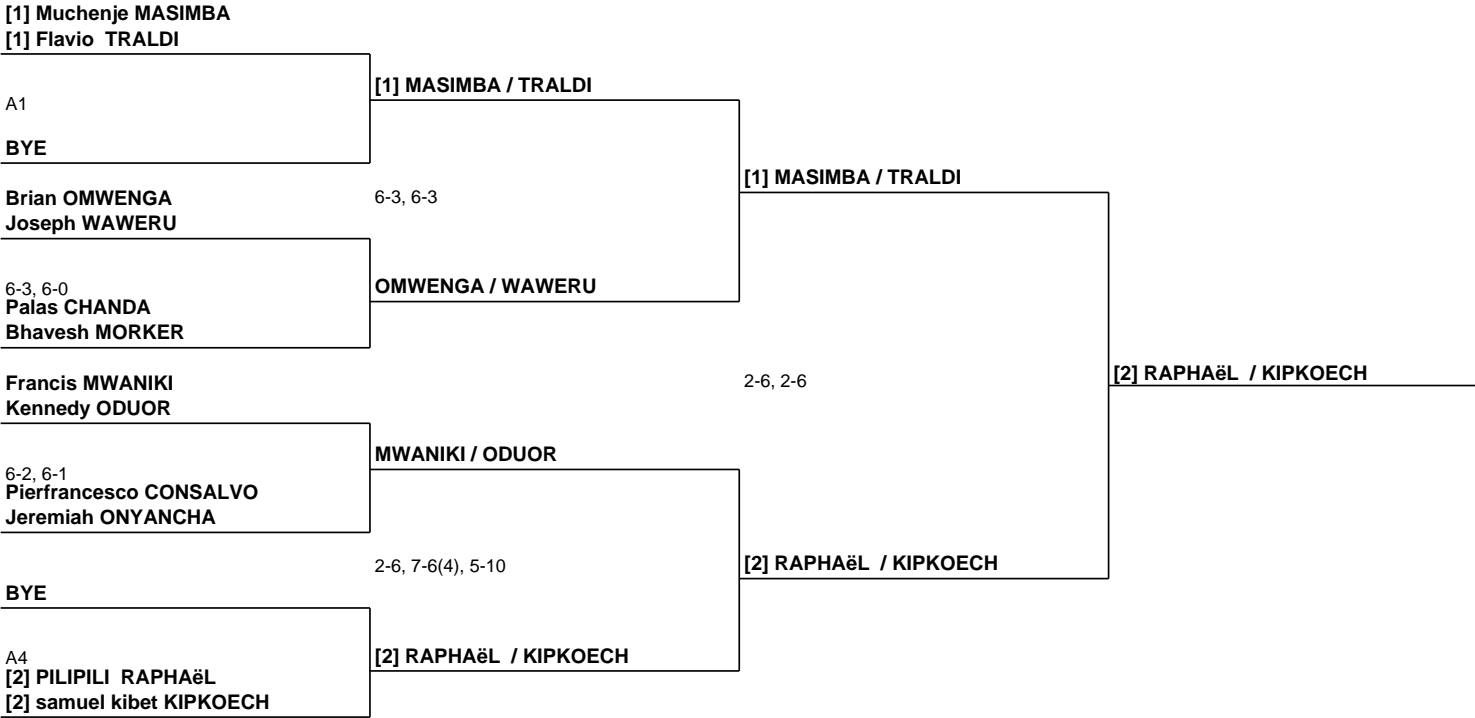 [1] Muchenje MASIMBA
[1] Flavio  TRALDI
[1] MASIMBA / TRALDI
A1
BYE
[1] MASIMBA / TRALDI
Brian OMWENGA
6-3, 6-3
Joseph WAWERU
OMWENGA / WAWERU
6-3, 6-0
Palas CHANDA
Bhavesh MORKER
[2] RAPHAëL  / KIPKOECH
Francis MWANIKI
2-6, 2-6
Kennedy ODUOR
MWANIKI / ODUOR
6-2, 6-1
Pierfrancesco CONSALVO
Jeremiah ONYANCHA
2-6, 7-6(4), 5-10
[2] RAPHAëL  / KIPKOECH
BYE
A4
[2] RAPHAëL  / KIPKOECH
[2] PILIPILI  RAPHAëL
[2] samuel kibet KIPKOECH